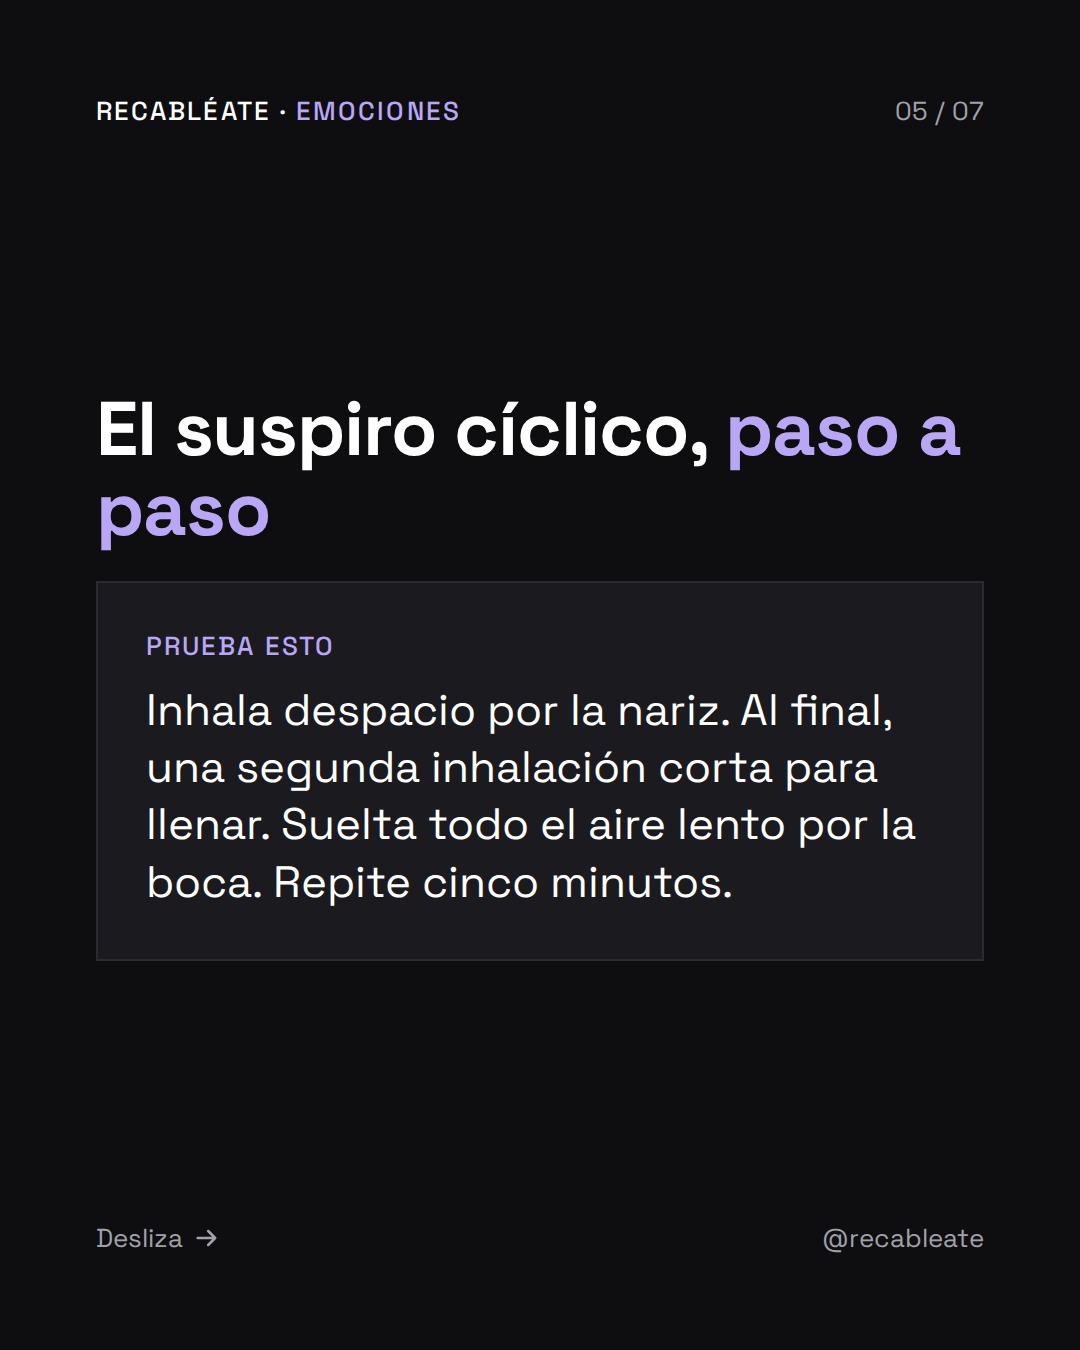 RECABLÉATE · EMOCIONES
05 / 07
El suspiro cíclico, paso a
paso
PRUEBA ESTO
Inhala despacio por la nariz. Al final,
una segunda inhalación corta para
llenar. Suelta todo el aire lento por la
boca. Repite cinco minutos.
Desliza →
@recableate